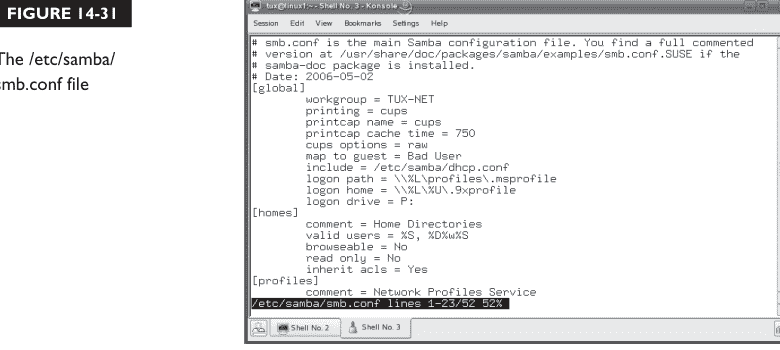 FIGURE 14-31
The /etc/samba/
smb.conf file
tux@linux1:~ - Shell No. 3 - Konsole
Session Edit View Bookmarks Settings Help
# smb.conf is the main Samba configuration file. You find a full commented
# version at /usr/share/doc/packages/samba/examples/smb.conf.SUSE if the
# samba-doc package is installed.
# Date: 2006-05-02
[global]
workgroup = TUX-NET
printing = cups
printcap name = cups
printcap cache time = 750
cups options = raw
map to guest = Bad User
include = /etc/samba/dhcp.conf
logon path = \\%L\profiles\.msprofile
logon home = \\%L\%U\.9xprofile
logon drive = P:
[homes]
comment = Home Directories
valid users = %S, %D%w%S
browseable = No
read only = No
inherit acls = Yes
[profiles]
comment = Network Profiles Service
/etc/samba/smb.conf lines 1-23/52 52%
Shell No. 2 Shell No. 3